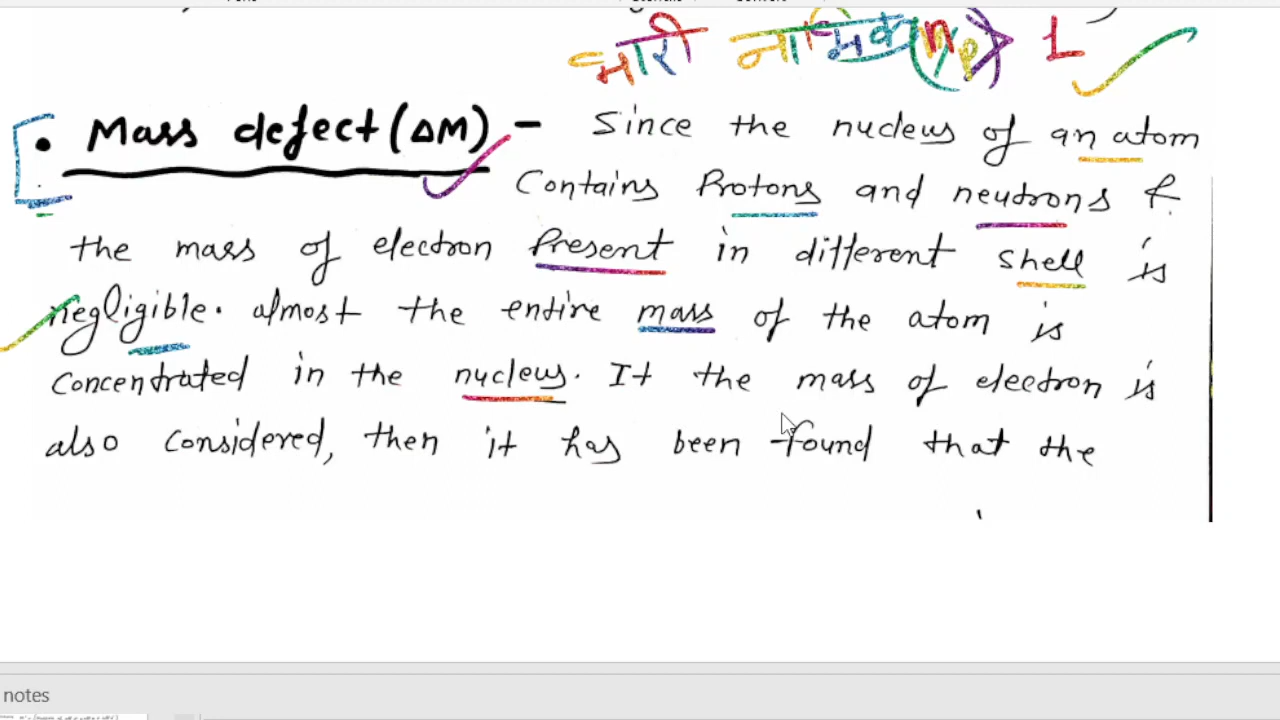 भारी नाभिक
• Mass defect (ΔM) – Since the nucleus of an atom
Contains Protons and neutrons &
the mass of electron Present in different shell is
negligible. almost the entire mass of the atom is
Concentrated in the nucleus. If the mass of electron is
also considered, then it has been found that the
notes